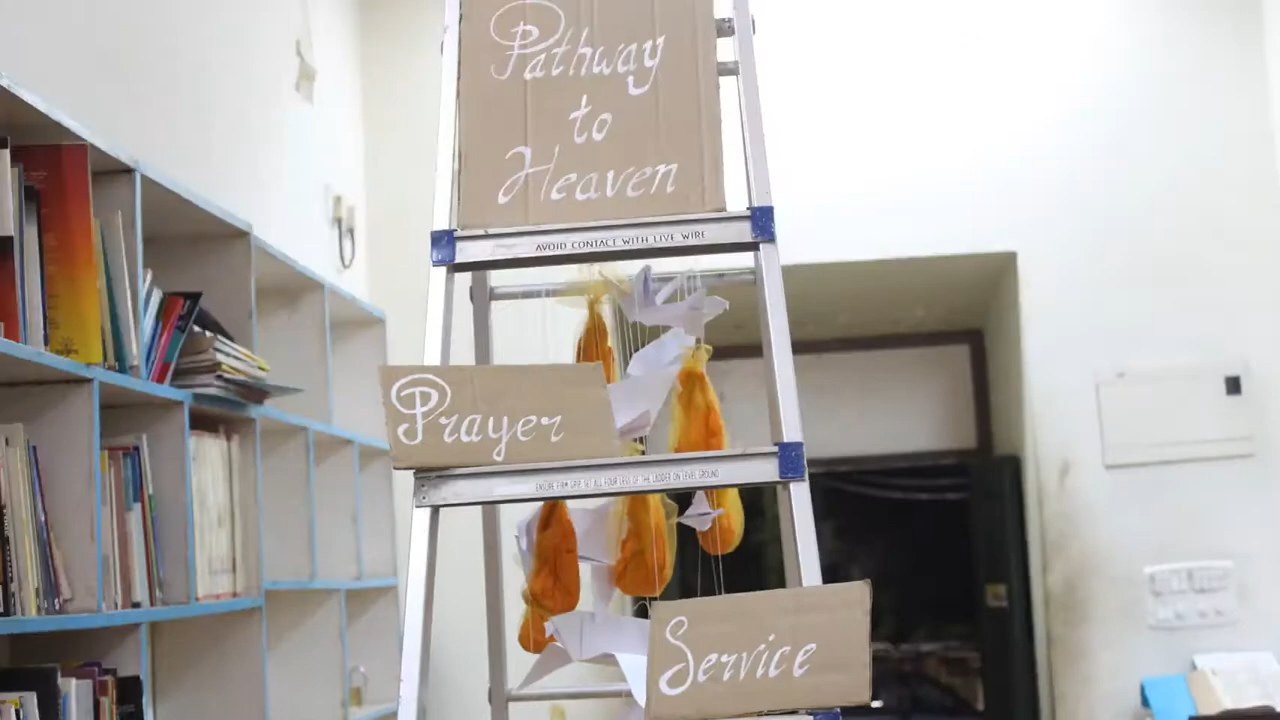 Pathway
to
Heaven
AVOID CONTACT WITH LIVE WIRE
Prayer
ENSURE FIRM GRIP, SET ALL FOUR LEGS OF THE LADDER ON LEVEL GROUND
Service